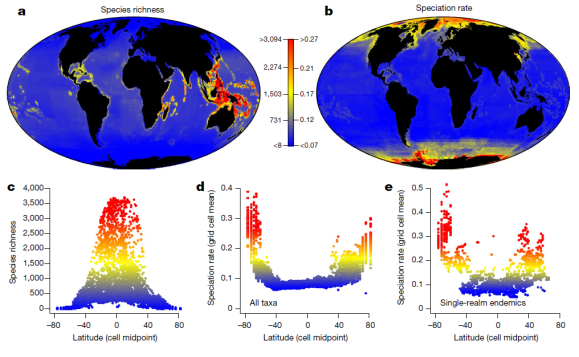 a
Species richness
b
Speciation rate
>3,094 >0.27
2,274 0.21
1,503 0.17
731 0.12
<8 <0.07
c
Species richness
4,000
3,500
3,000
2,500
2,000
1,500
1,000
500
0
−80 −40 0 40 80
Latitude (cell midpoint)
d
Speciation rate (grid cell mean)
0.4
0.3
0.2
0.1
0
All taxa
−80 −40 0 40 80
Latitude (cell midpoint)
e
Speciation rate (grid cell mean)
0.5
0.4
0.3
0.2
0.1
0
Single-realm endemics
−80 −40 0 40 80
Latitude (cell midpoint)